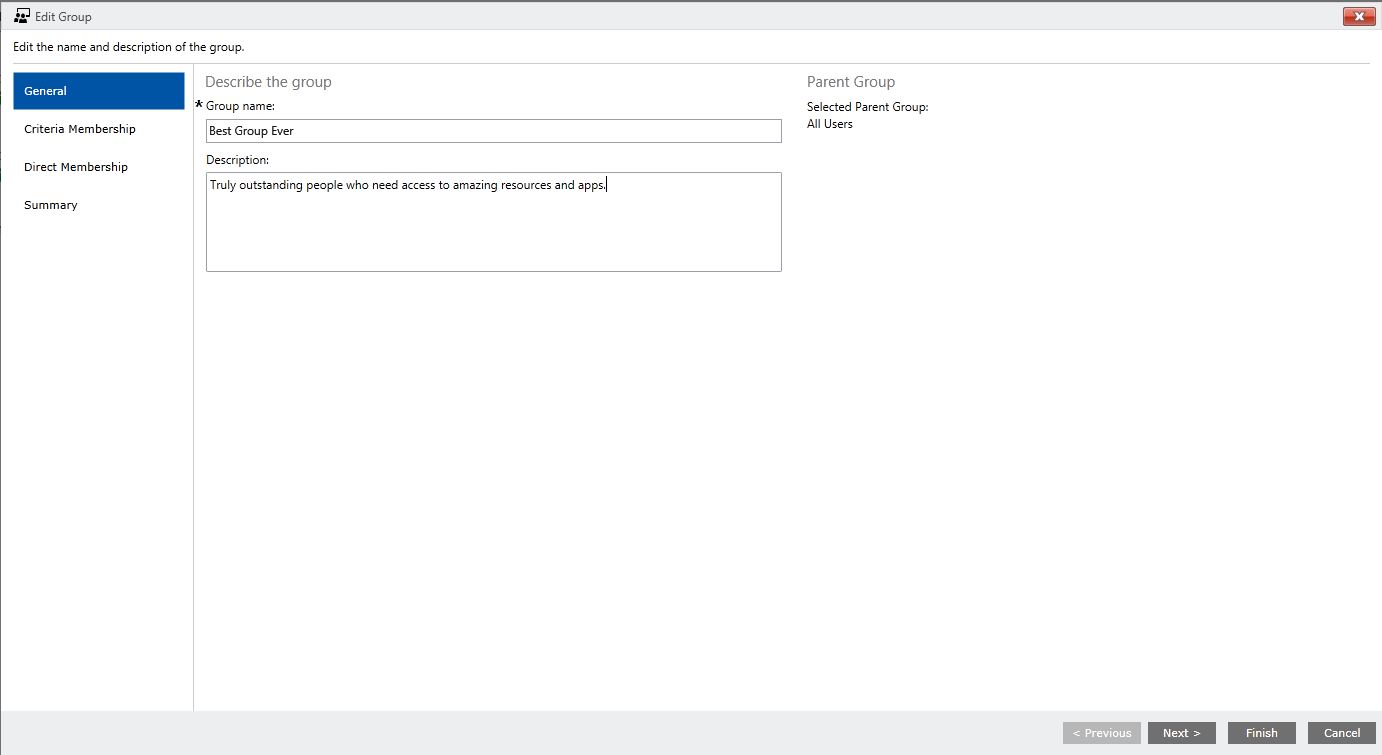 Edit Group
Edit the name and description of the group.
General
Criteria Membership
Direct Membership
Summary
Describe the group
* Group name:
Best Group Ever
Description:
Truly outstanding people who need access to amazing resources and apps.
Parent Group
Selected Parent Group:
All Users
< Previous
Next >
Finish
Cancel